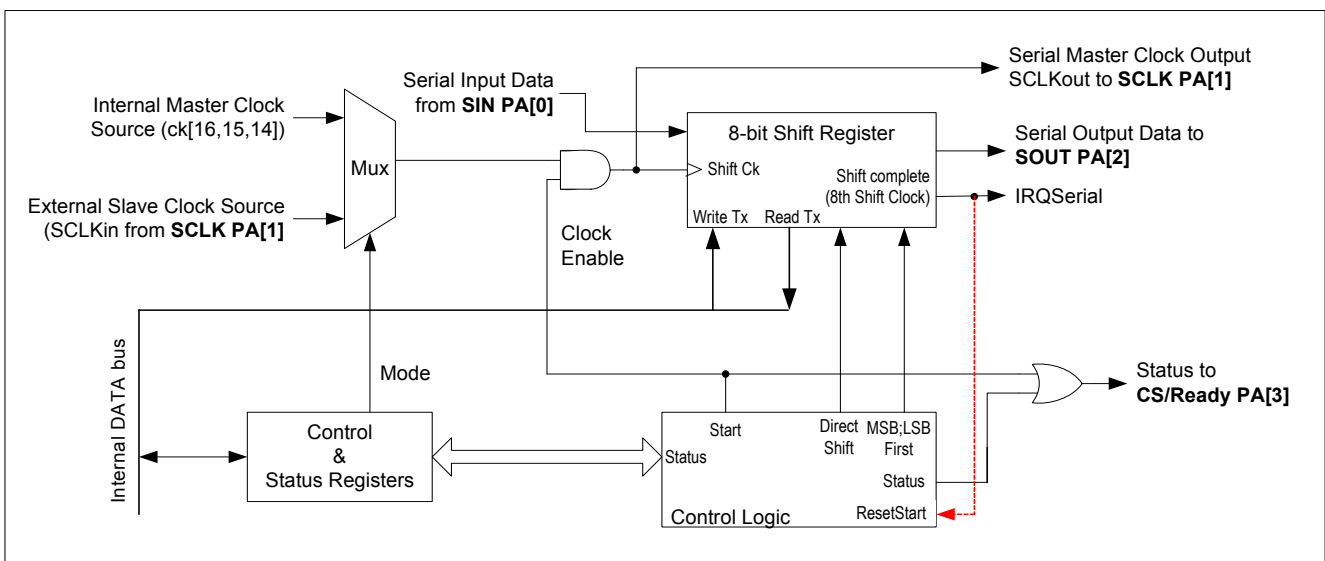 Serial Master Clock Output
SCLKout to SCLK PA[1]
Serial Input Data
from SIN PA[0]
Internal Master Clock
Source (ck[16,15,14])
8-bit Shift Register
Serial Output Data to
SOUT PA[2]
Mux
Shift Ck
Shift complete
(8th Shift Clock)
IRQSerial
External Slave Clock Source
(SCLKin from SCLK PA[1]
Write Tx
Read Tx
Clock
Enable
Mode
Status to
CS/Ready PA[3]
Internal DATA bus
Control
&
Status Registers
Start
Direct
Shift
MSB;LSB
First
Status
Status
ResetStart
Control Logic